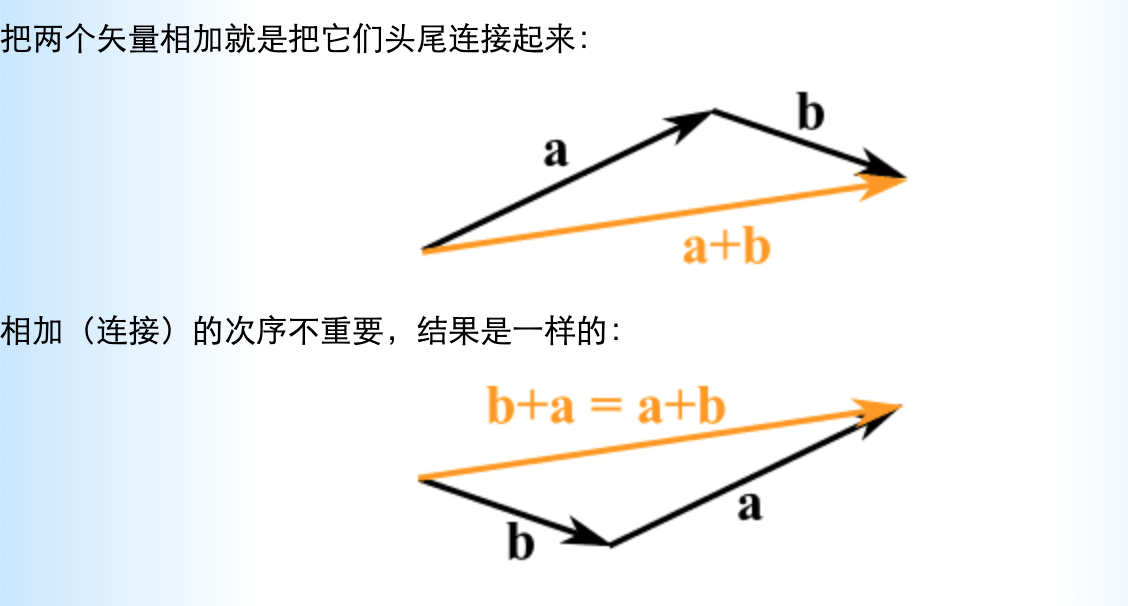 把两个矢量相加就是把它们头尾连接起来：
b
a
a+b
相加（连接）的次序不重要，结果是一样的：
b+a = a+b
a
b